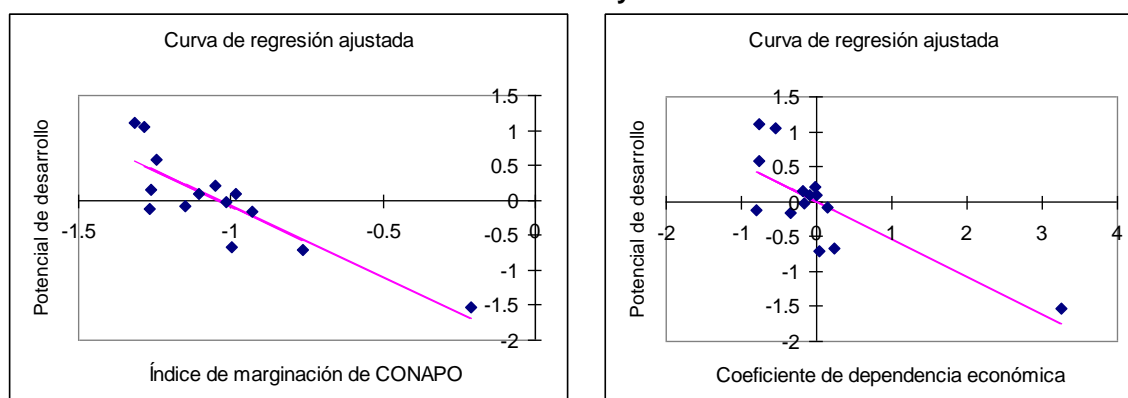 Curva de regresión ajustada
1.5
1
0.5
0
-0.5
-1
-1.5
-2
-1.5 -1 -0.5 0
Potencial de desarrollo
Índice de marginación de CONAPO
Curva de regresión ajustada
1.5
1
0.5
0
-0.5
-1
-1.5
-2
-2 -1 0 1 2 3 4
Potencial de desarrollo
Coeficiente de dependencia económica